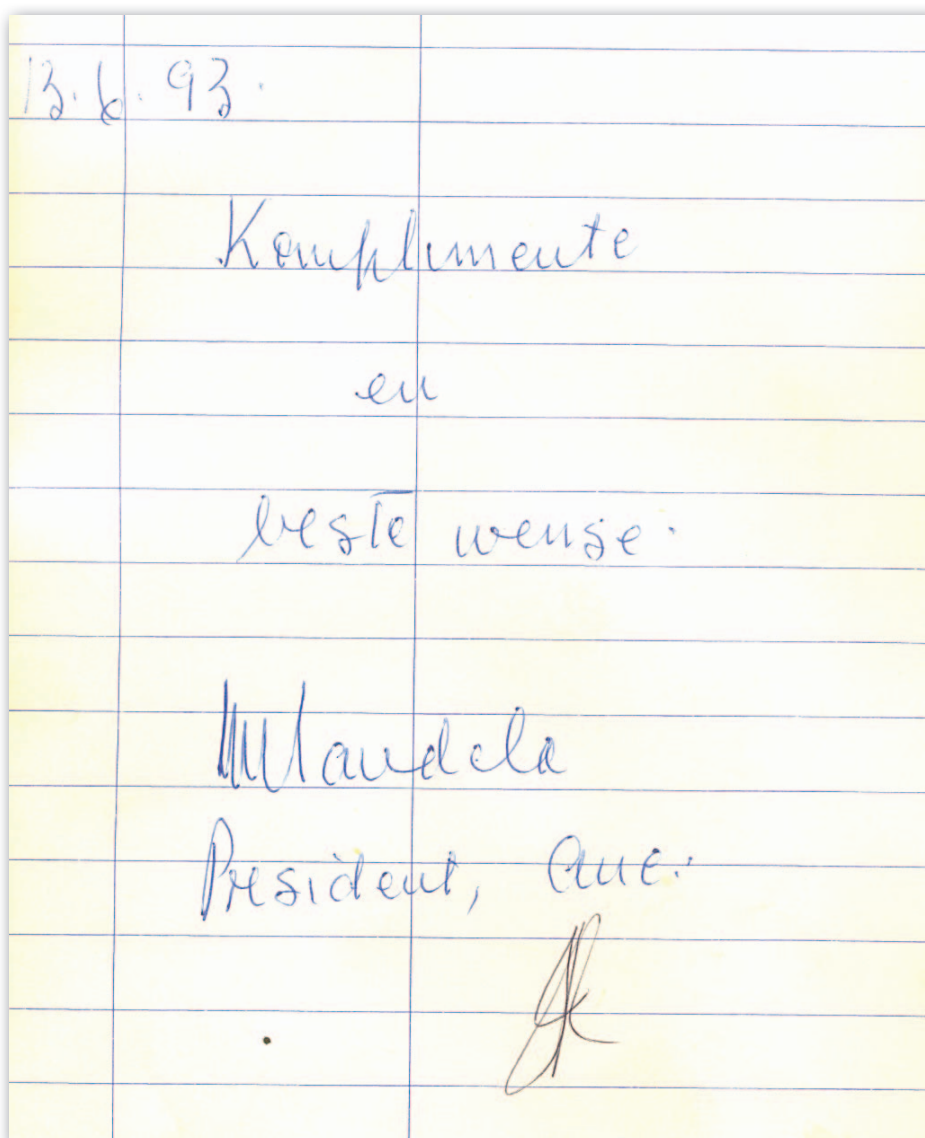 13.6.93.
Komplimente
en
beste wense.
NMandela
President, anc.